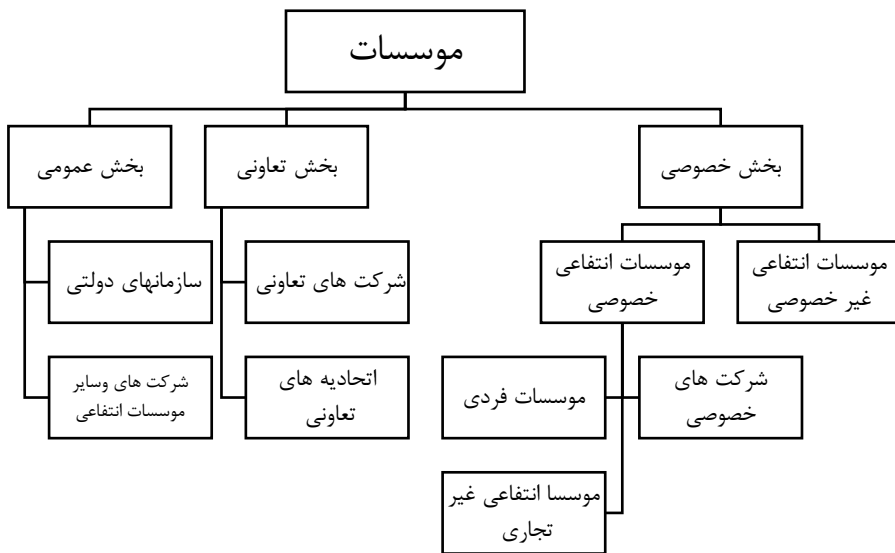 موسسات
بخش خصوصی
بخش تعاونی
بخش عمومی
موسسات انتفاعی
غیر خصوصی
موسسات انتفاعی
خصوصی
شرکت های تعاونی
سازمانهای دولتی
شرکت های
خصوصی
موسسات فردی
اتحادیه های
تعاونی
شرکت های وسایر
موسسات انتفاعی
موسسا انتفاعی غیر
تجاری